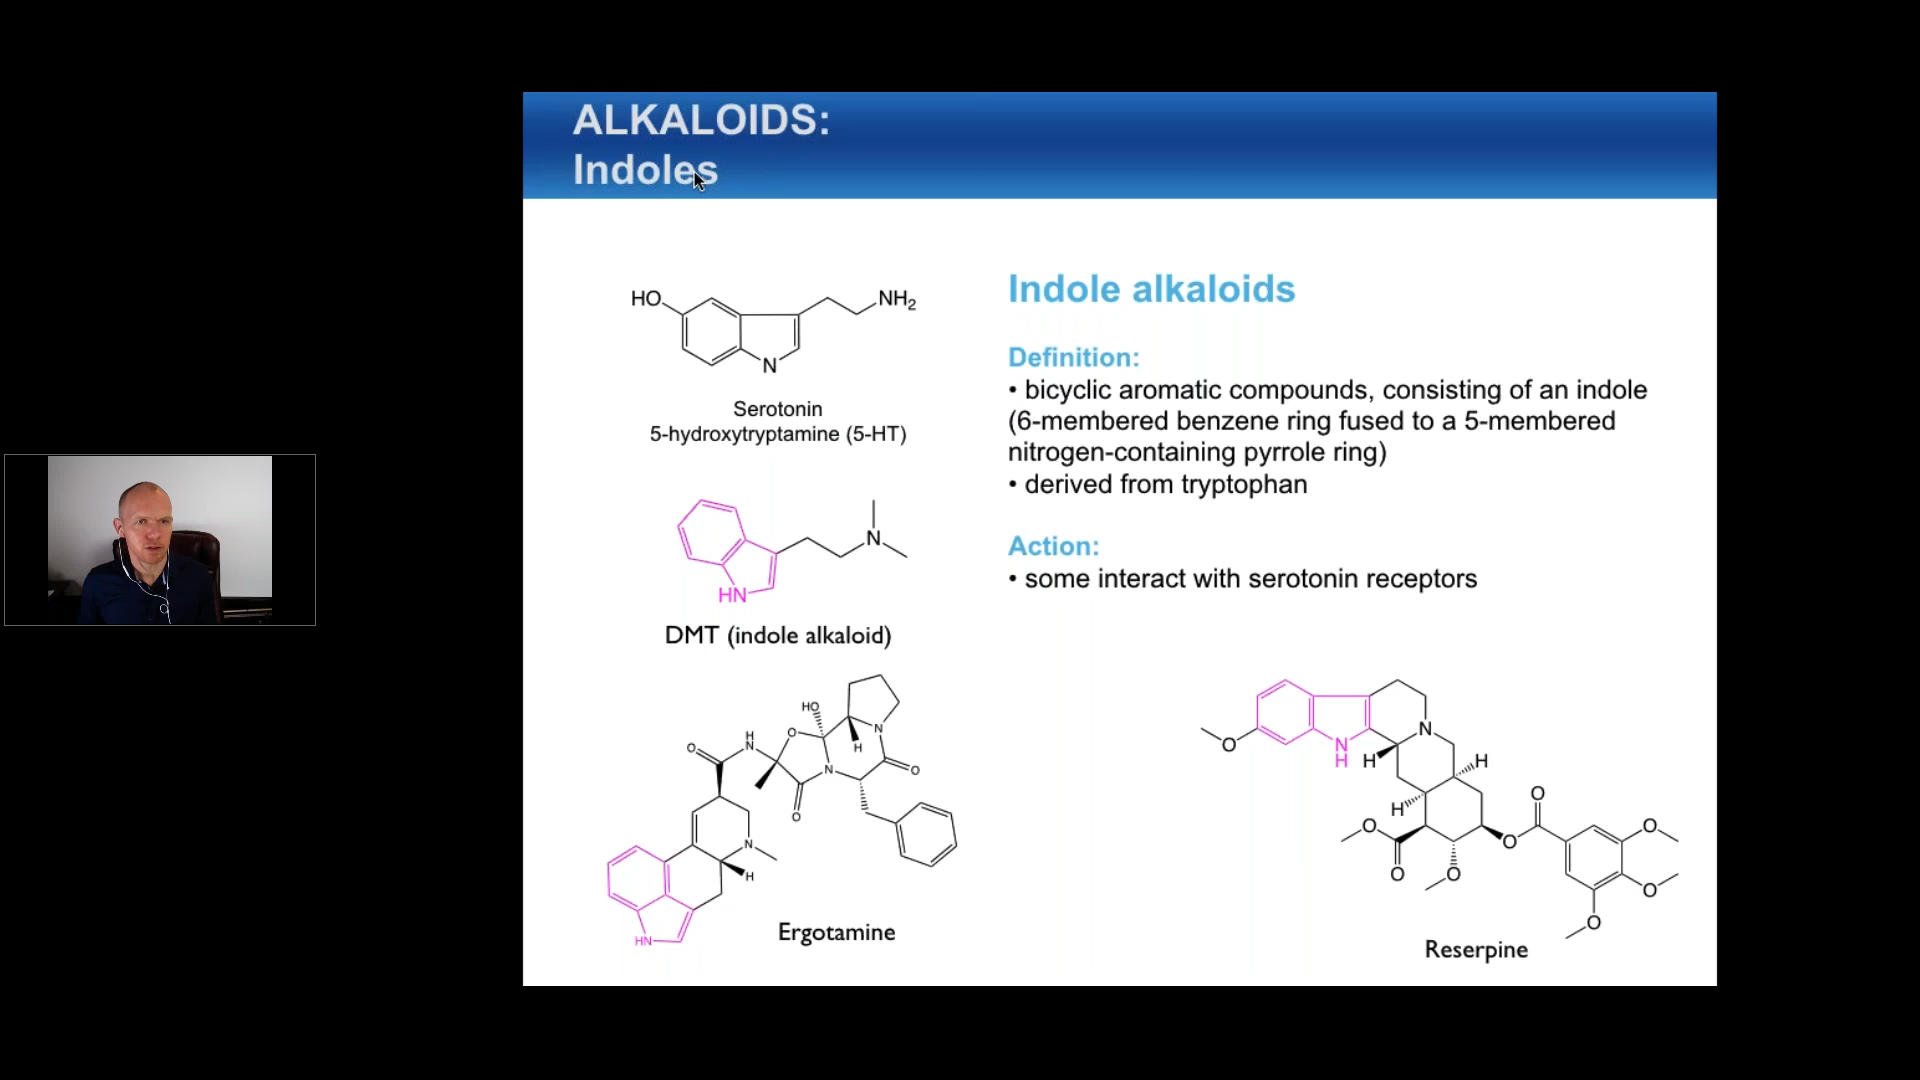 ALKALOIDS:
Indoles
HO
NH2
N
Serotonin
5-hydroxytryptamine (5-HT)
N
HN
DMT (indole alkaloid)
HO
O
H
N
H
N
O
N
O
O
N
H
HN
Ergotamine
Indole alkaloids
Definition:
• bicyclic aromatic compounds, consisting of an indole
(6-membered benzene ring fused to a 5-membered
nitrogen-containing pyrrole ring)
• derived from tryptophan
Action:
• some interact with serotonin receptors
N
O
N
H
H
H
H
O
O
O
O
O
O
O
O
Reserpine